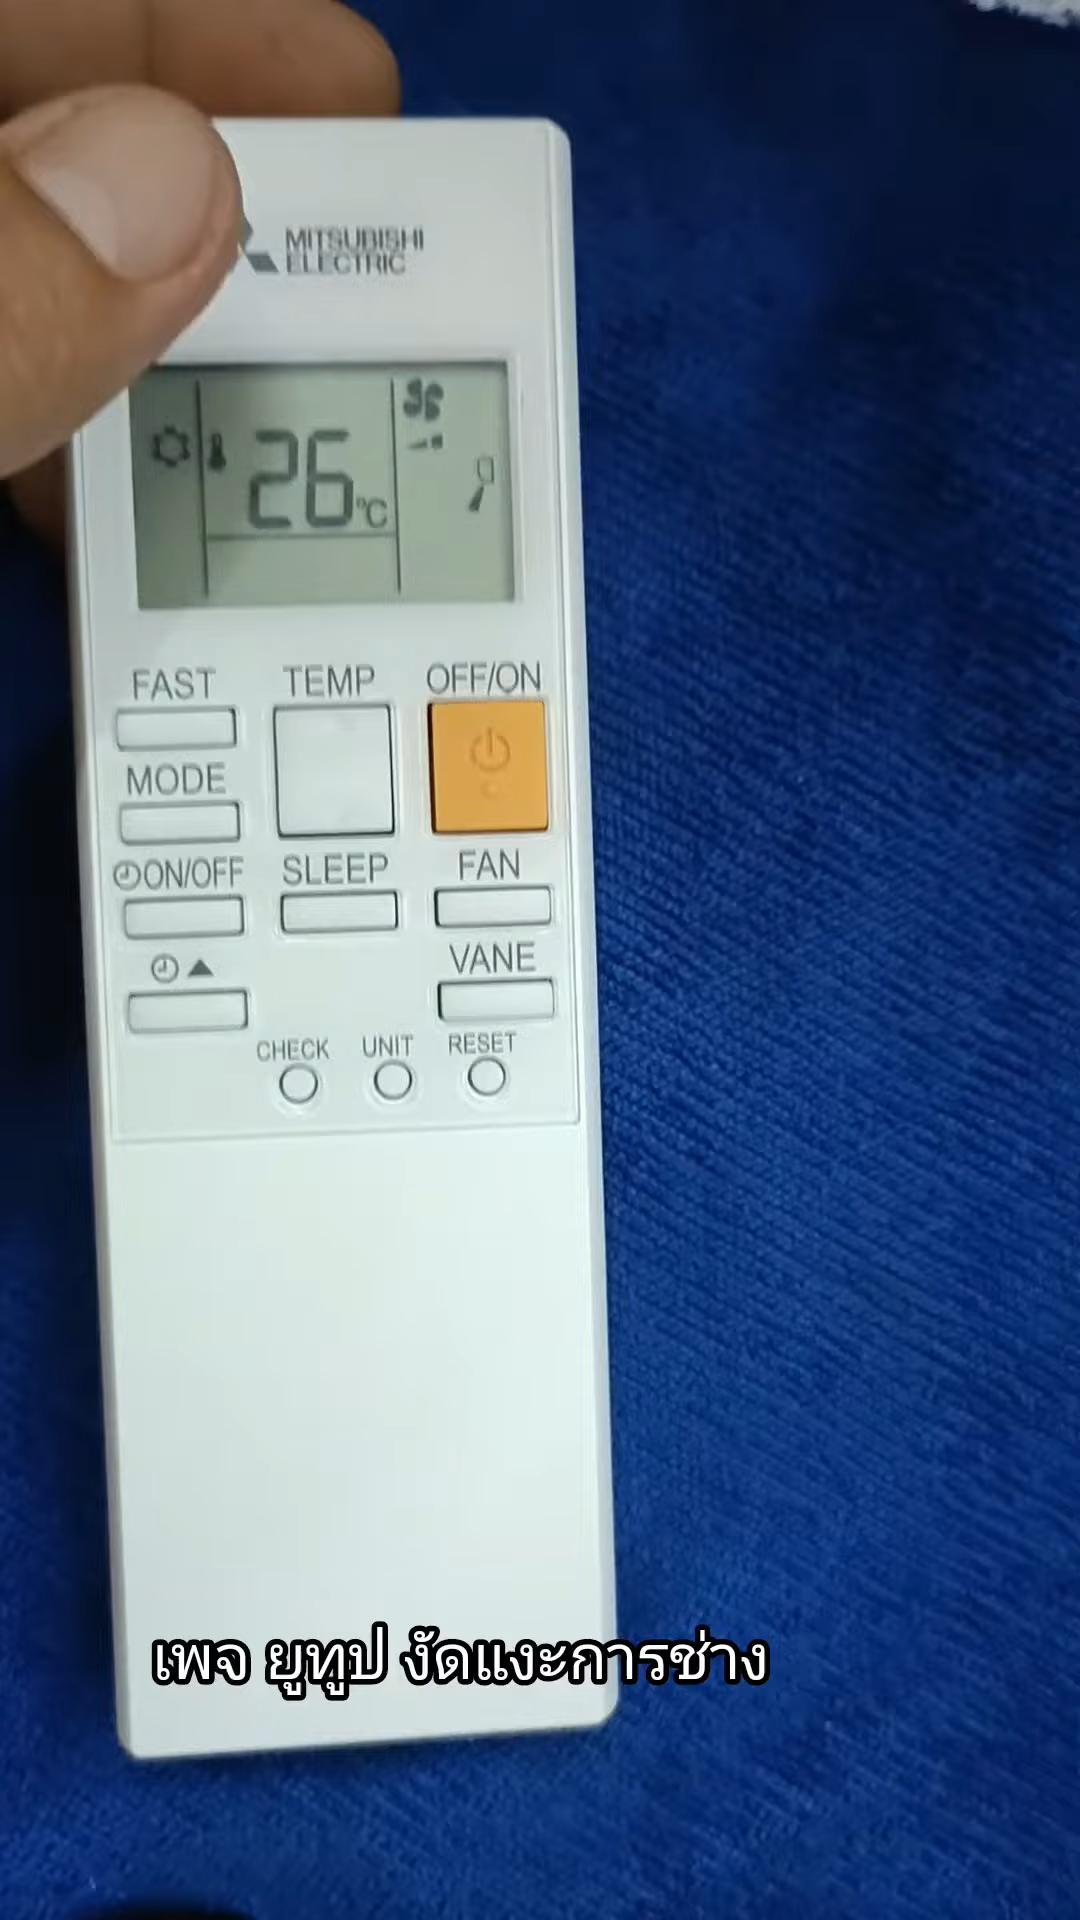 MITSUBISHI
ELECTRIC
26°C
FAST TEMP OFF/ON
MODE
ON/OFF SLEEP FAN
VANE
CHECK UNIT RESET
เพจ ยูทูป งัดแงะการช่าง